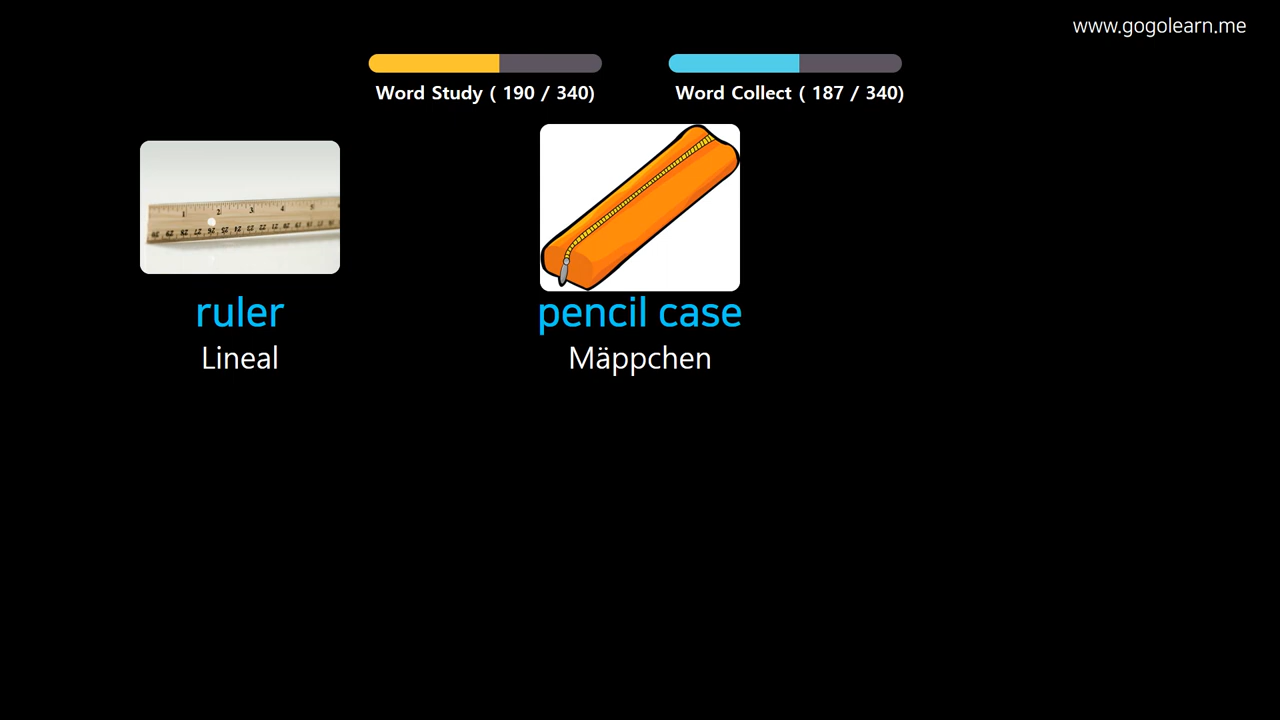 www.gogolearn.me
Word Study ( 190 / 340)
Word Collect ( 187 / 340)
ruler
Lineal
pencil case
Mäppchen